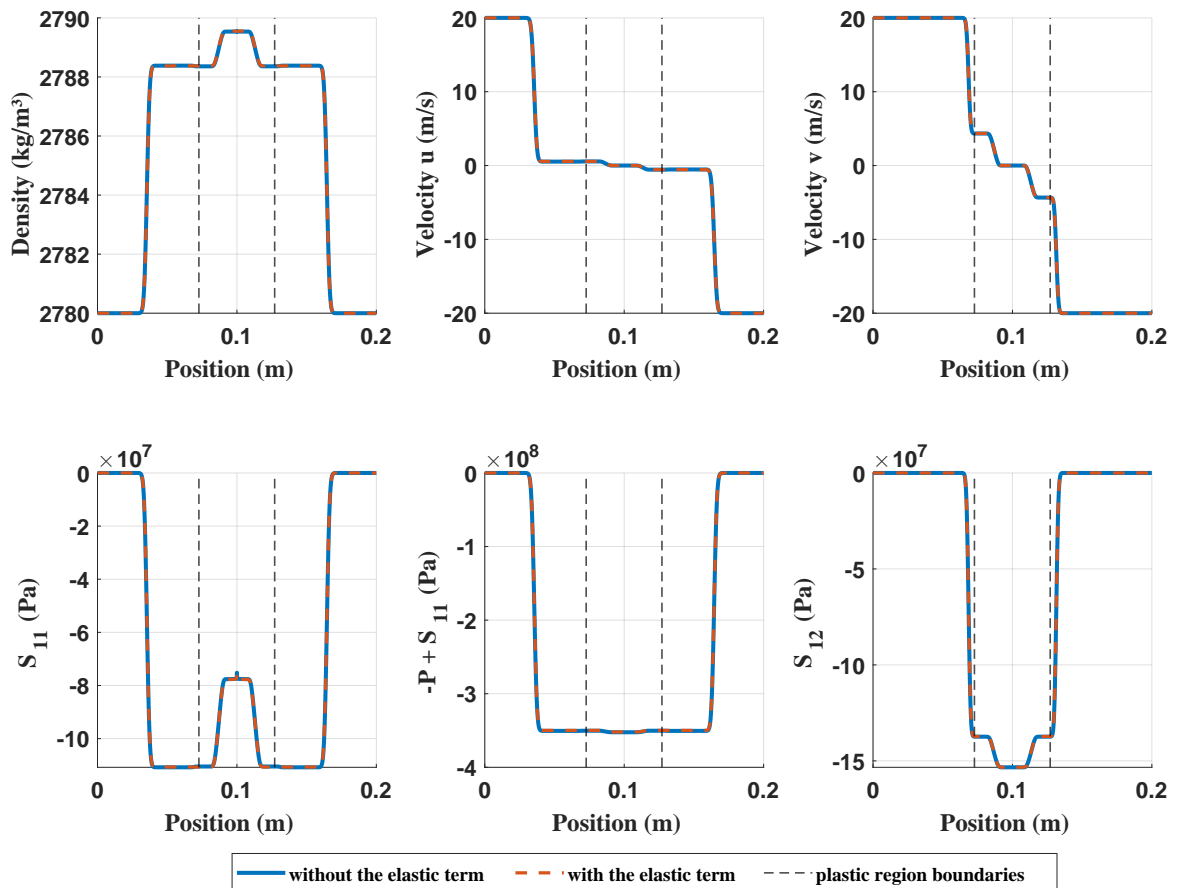 2790
2788
2786
2784
2782
2780
Density (kg/m³)
0 0.1 0.2
Position (m)
20
10
0
-10
-20
Velocity u (m/s)
0 0.1 0.2
Position (m)
20
10
0
-10
-20
Velocity v (m/s)
0 0.1 0.2
Position (m)
×10^7
0
-2
-4
-6
-8
-10
S_11 (Pa)
0 0.1 0.2
Position (m)
×10^8
0
-1
-2
-3
-4
-P + S_11 (Pa)
0 0.1 0.2
Position (m)
×10^7
0
-5
-10
-15
S_12 (Pa)
0 0.1 0.2
Position (m)
without the elastic term with the elastic term plastic region boundaries